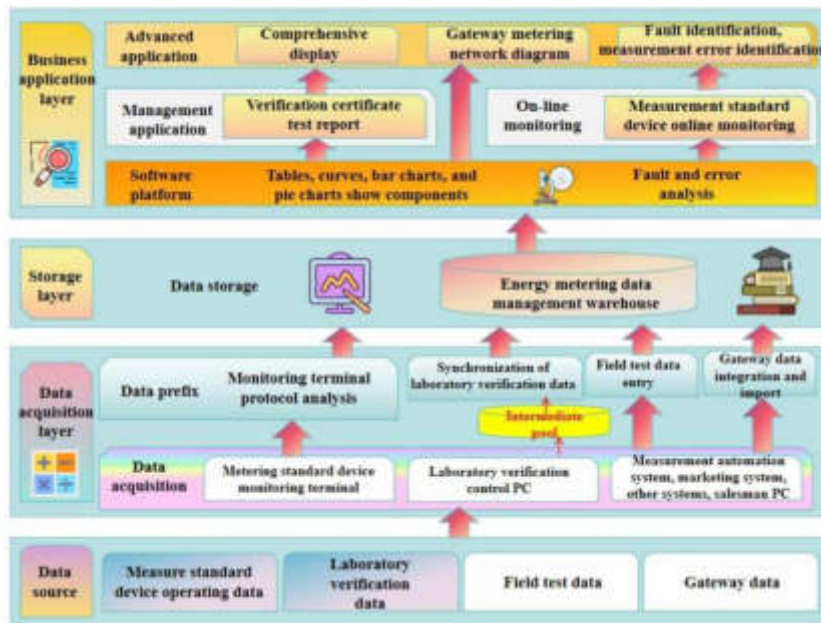 Business
application
layer
Advanced
application
Comprehensive
display
Gateway metering
network diagram
Fault identification,
measurement error identification
Management
application
Verification certificate
test report
On-line
monitoring
Measurement standard
device online monitoring
Software
platform
Tables, curves, bar charts, and
pie charts show components
Fault and error
analysis
Storage
layer
Data storage
Energy metering data
management warehouse
Data
acquisition
layer
Data prefix
Monitoring terminal
protocol analysis
Synchronization of
laboratory verification data
Field test data
entry
Gateway data
integration and
import
Intermediate
pool
Data
acquisition
Metering standard device
monitoring terminal
Laboratory verification
control PC
Measurement automation
system, marketing system,
other systems, salesman PC
Data
source
Measure standard
device operating data
Laboratory
verification
data
Field test data
Gateway data